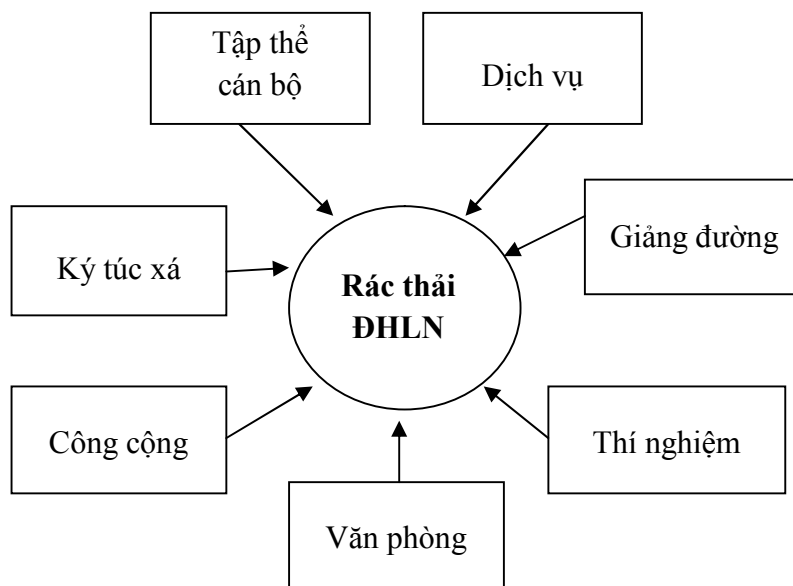 Tập thể
cán bộ
Dịch vụ
Giảng đường
Ký túc xá
Rác thải
ĐHLN
Công cộng
Thí nghiệm
Văn phòng